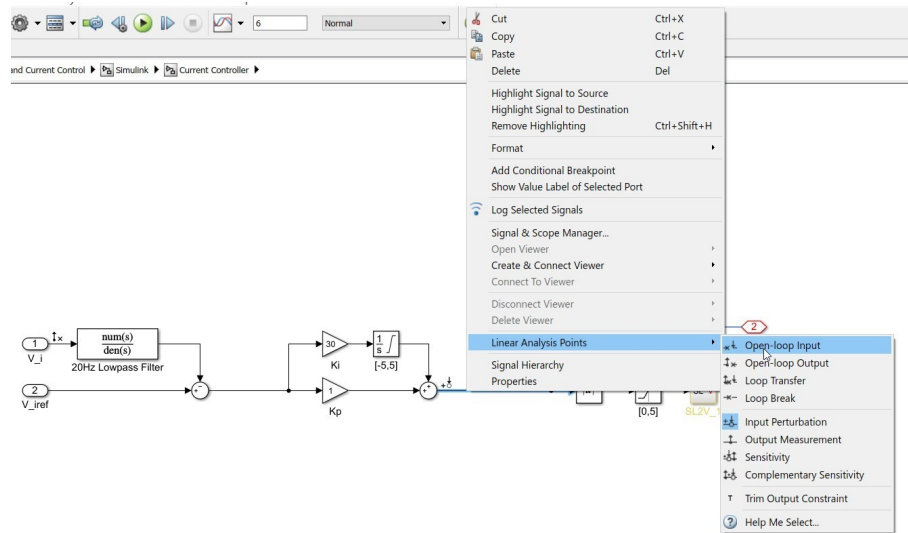 6
Normal
and Current Control ▶ Simulink ▶ Current Controller ▶
Cut Ctrl+X
Copy Ctrl+C
Paste Ctrl+V
Delete Del
Highlight Signal to Source
Highlight Signal to Destination
Remove Highlighting Ctrl+Shift+H
Format
Add Conditional Breakpoint
Show Value Label of Selected Port
Log Selected Signals
Signal & Scope Manager...
Open Viewer
Create & Connect Viewer
Connect To Viewer
Disconnect Viewer
Delete Viewer
Linear Analysis Points
Signal Hierarchy
Properties
Open-loop Input
Open-loop Output
Loop Transfer
Loop Break
Input Perturbation
Output Measurement
Sensitivity
Complementary Sensitivity
T Trim Output Constraint
? Help Me Select...
1
V_i
num(s)
den(s)
20Hz Lowpass Filter
2
V_iref
30
Ki
1
s
[-5,5]
1
Kp
[0,5]
2